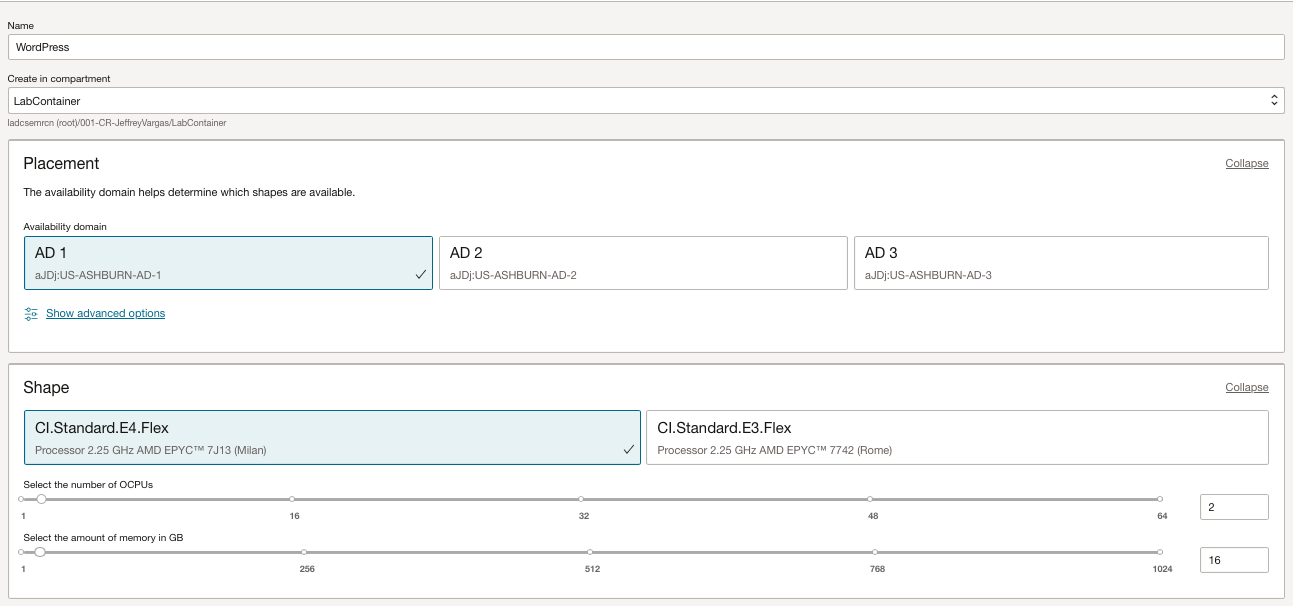 Name
WordPress
Create in compartment
LabContainer
ladcsemrcn (root)/001-CR-JeffreyVargas/LabContainer
Placement
Collapse
The availability domain helps determine which shapes are available.
Availability domain
AD 1
aJDj:US-ASHBURN-AD-1
AD 2
aJDj:US-ASHBURN-AD-2
AD 3
aJDj:US-ASHBURN-AD-3
Show advanced options
Shape
Collapse
CI.Standard.E4.Flex
Processor 2.25 GHz AMD EPYC™ 7J13 (Milan)
CI.Standard.E3.Flex
Processor 2.25 GHz AMD EPYC™ 7742 (Rome)
Select the number of OCPUs
1 16 32 48 64
2
Select the amount of memory in GB
1 256 512 768 1024
16